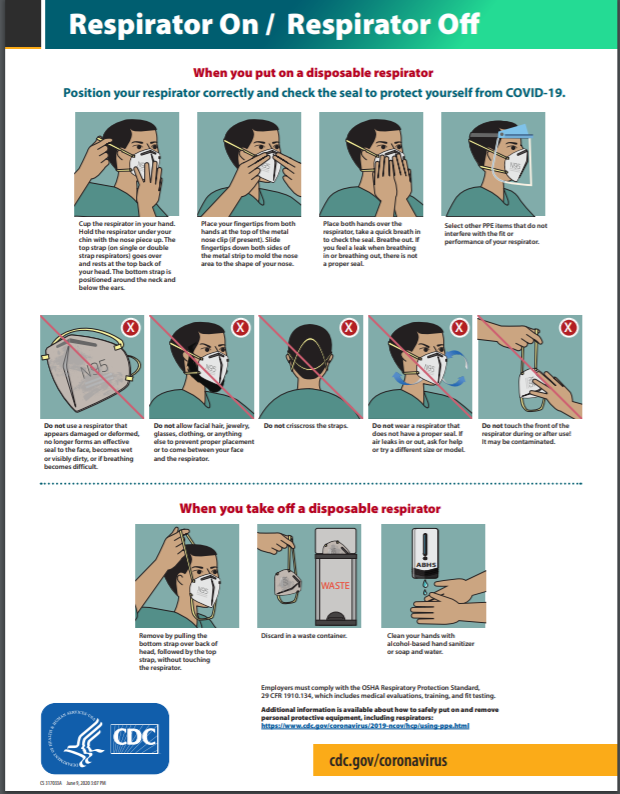 Respirator On / Respirator Off
When you put on a disposable respirator
Position your respirator correctly and check the seal to protect yourself from COVID-19.
N95
Cup the respirator in your hand.
Hold the respirator under your
chin with the nose piece up. The
top strap (on single or double
strap respirators) goes over
and rests at the top back of
your head. The bottom strap is
positioned around the neck and
below the ears.
Place your fingertips from both
hands at the top of the metal
nose clip (if present). Slide
fingertips down both sides of
the metal strip to mold the nose
area to the shape of your nose.
Place both hands over the
respirator, take a quick breath in
to check the seal. Breathe out. If
you feel a leak when breathing
in or breathing out, there is not
a proper seal.
N95
Select other PPE items that do not
interfere with the fit or
performance of your respirator.
X
N95
Do not use a respirator that
appears damaged or deformed,
no longer forms an effective
seal to the face, becomes wet
or visibly dirty, or if breathing
becomes difficult.
X
N95
Do not allow facial hair, jewelry,
glasses, clothing, or anything
else to prevent proper placement
or to come between your face
and the respirator.
X
Do not crisscross the straps.
X
N95
Do not wear a respirator that
does not have a proper seal. If
air leaks in or out, ask for help
or try a different size or model.
X
Do not touch the front of the
respirator during or after use!
It may be contaminated.
When you take off a disposable respirator
N95
Remove by pulling the
bottom strap over back of
head, followed by the top
strap, without touching
the respirator.
WASTE
Discard in a waste container.
ABHS
Clean your hands with
alcohol-based hand sanitizer
or soap and water.
Employers must comply with the OSHA Respiratory Protection Standard,
29 CFR 1910.134, which includes medical evaluations, training, and fit testing.
Additional information is available about how to safely put on and remove
personal protective equipment, including respirators:
https://www.cdc.gov/coronavirus/2019-ncov/hcp/using-ppe.html
CDC
cdc.gov/coronavirus
CS 317033A June 9, 2020 3:07 PM